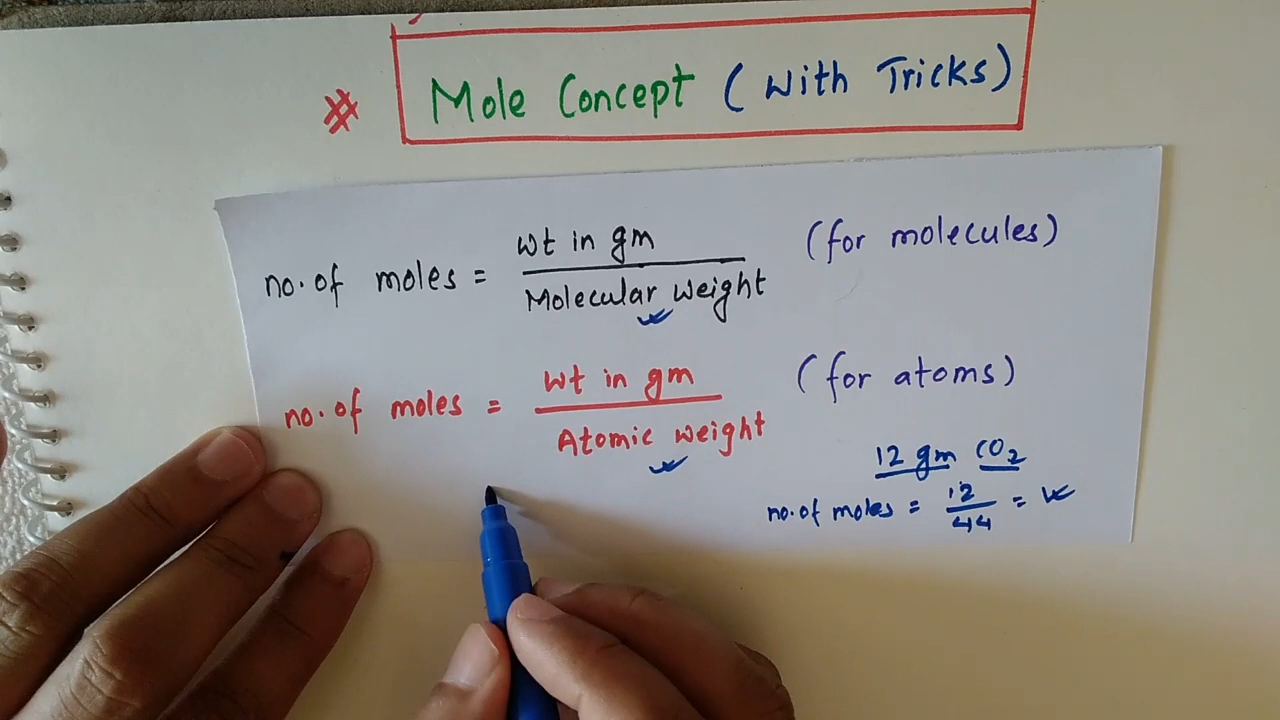 # Mole Concept (With Tricks)
no. of moles = wt in gm / Molecular weight (for molecules)
no. of moles = wt in gm / Atomic weight (for atoms)
12 gm CO₂
no. of moles = 12 / 44 =